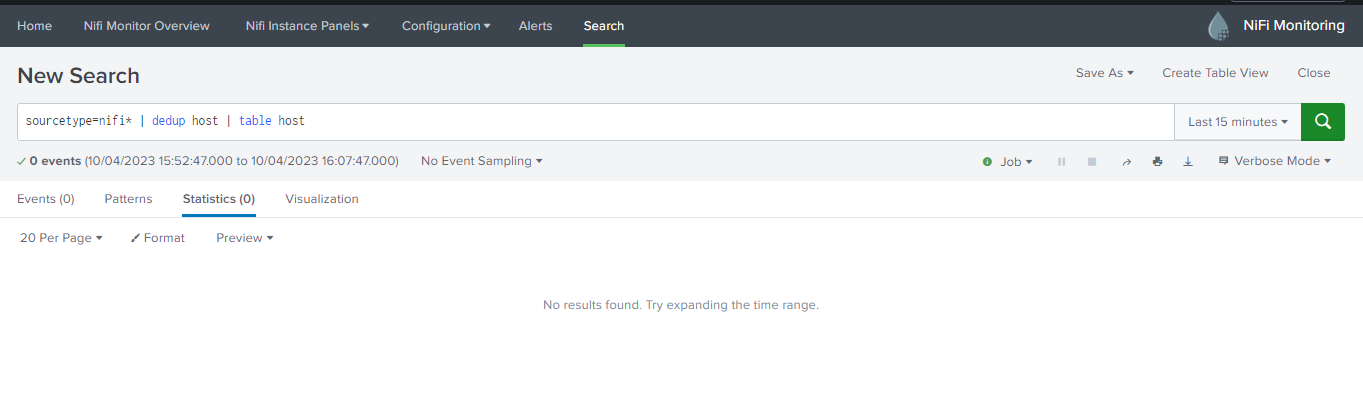 Home Nifi Monitor Overview Nifi Instance Panels Configuration Alerts Search NiFi Monitoring
New Search Save As Create Table View Close
sourcetype=nifi* | dedup host | table host Last 15 minutes
0 events (10/04/2023 15:52:47.000 to 10/04/2023 16:07:47.000) No Event Sampling Job Verbose Mode
Events (0) Patterns Statistics (0) Visualization
20 Per Page Format Preview
No results found. Try expanding the time range.